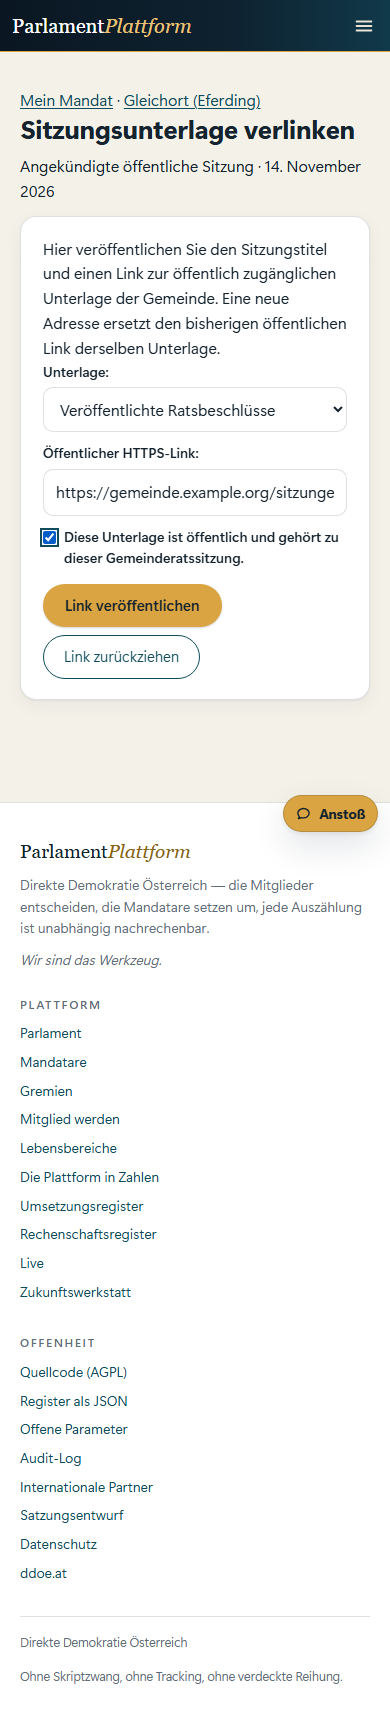 ParlamentPlattform
Mein Mandat · Gleichort (Eferding)
Sitzungsunterlage verlinken
Angekündigte öffentliche Sitzung · 14. November
2026
Hier veröffentlichen Sie den Sitzungstitel
und einen Link zur öffentlich zugänglichen
Unterlage der Gemeinde. Eine neue
Adresse ersetzt den bisherigen öffentlichen
Link derselben Unterlage.
Unterlage:
Veröffentlichte Ratsbeschlüsse
Öffentlicher HTTPS-Link:
https://gemeinde.example.org/sitzunge
Diese Unterlage ist öffentlich und gehört zu
dieser Gemeinderatssitzung.
Link veröffentlichen
Link zurückziehen
Anstoß
ParlamentPlattform
Direkte Demokratie Österreich — die Mitglieder
entscheiden, die Mandatare setzen um, jede Auszählung
ist unabhängig nachrechenbar.
Wir sind das Werkzeug.
PLATTFORM
Parlament
Mandatare
Gremien
Mitglied werden
Lebensbereiche
Die Plattform in Zahlen
Umsetzungsregister
Rechenschaftsregister
Live
Zukunftswerkstatt
OFFENHEIT
Quellcode (AGPL)
Register als JSON
Offene Parameter
Audit-Log
Internationale Partner
Satzungsentwurf
Datenschutz
ddoe.at
Direkte Demokratie Österreich
Ohne Skriptzwang, ohne Tracking, ohne verdeckte Reihung.